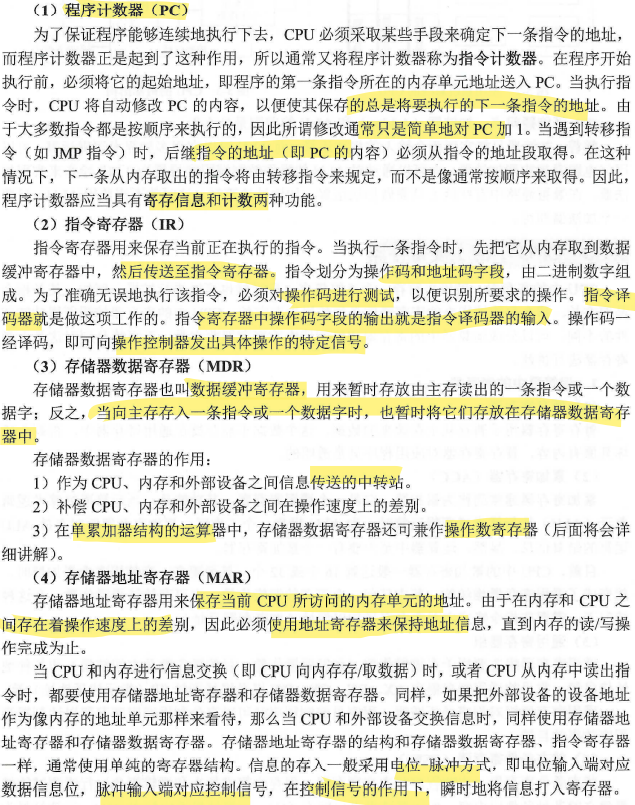 （1）程序计数器（PC）
为了保证程序能够连续地执行下去，CPU 必须采取某些手段来确定下一条指令的地址，
而程序计数器正是起到了这种作用，所以通常又将程序计数器称为指令计数器。在程序开始
执行前，必须将它的起始地址，即程序的第一条指令所在的内存单元地址送入 PC。当执行指
令时，CPU 将自动修改 PC 的内容，以便使其保存的总是将要执行的下一条指令的地址。由
于大多数指令都是按顺序来执行的，因此所谓修改通常只是简单地对 PC 加 1。当遇到转移指
令（如 JMP 指令）时，后继指令的地址（即 PC 的内容）必须从指令的地址段取得。在这种
情况下，下一条从内存取出的指令将由转移指令来规定，而不是像通常按顺序来取得。因此，
程序计数器应当具有寄存信息和计数两种功能。
（2）指令寄存器（IR）
指令寄存器用来保存当前正在执行的指令。当执行一条指令时，先把它从内存取到数据
缓冲寄存器中，然后传送至指令寄存器。指令划分为操作码和地址码字段，由二进制数字组
成。为了准确无误地执行该指令，必须对操作码进行测试，以便识别所要求的操作。指令译
码器就是做这项工作的。指令寄存器中操作码字段的输出就是指令译码器的输入。操作码一
经译码，即可向操作控制器发出具体操作的特定信号。
（3）存储器数据寄存器（MDR）
存储器数据寄存器也叫数据缓冲寄存器，用来暂时存放由主存读出的一条指令或一个数
据字；反之，当向主存存入一条指令或一个数据字时，也暂时将它们存放在存储器数据寄存
器中。
存储器数据寄存器的作用：
1）作为 CPU、内存和外部设备之间信息传送的中转站。
2）补偿 CPU、内存和外部设备之间在操作速度上的差别。
3）在单累加器结构的运算器中，存储器数据寄存器还可兼作操作数寄存器（后面将会详
细讲解）。
（4）存储器地址寄存器（MAR）
存储器地址寄存器用来保存当前 CPU 所访问的内存单元的地址。由于在内存和 CPU 之
间存在着操作速度上的差别，因此必须使用地址寄存器来保持地址信息，直到内存的读/写操
作完成为止。
当 CPU 和内存进行信息交换（即 CPU 向内存存/取数据）时，或者 CPU 从内存中读出指
令时，都要使用存储器地址寄存器和存储器数据寄存器。同样，如果把外部设备的设备地址
作为像内存的地址单元那样来看待，那么当 CPU 和外部设备交换信息时，同样使用存储器地
址寄存器和存储器数据寄存器。存储器地址寄存器的结构和存储器数据寄存器、指令寄存器
一样，通常使用单纯的寄存器结构。信息的存入一般采用电位-脉冲方式，即电位输入端对应
数据信息位，脉冲输入端对应控制信号，在控制信号的作用下，瞬时地将信息打入寄存器。